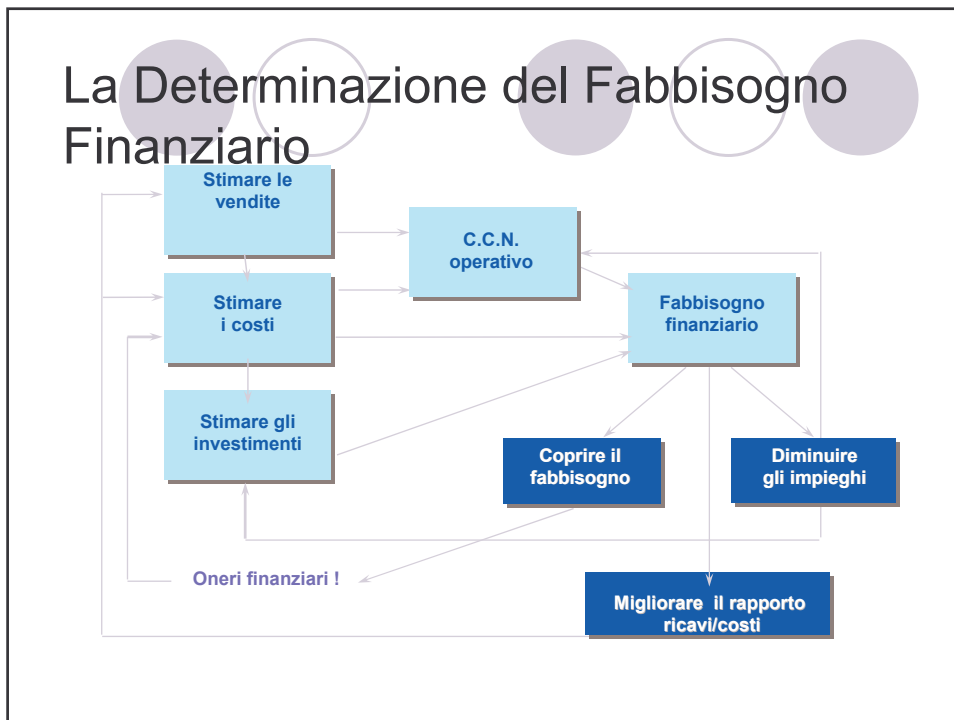 La Determinazione del Fabbisogno
Finanziario
Stimare le
vendite
C.C.N.
operativo
Stimare
i costi
Fabbisogno
finanziario
Stimare gli
investimenti
Coprire il
fabbisogno
Diminuire
gli impieghi
Oneri finanziari !
Migliorare il rapporto
ricavi/costi